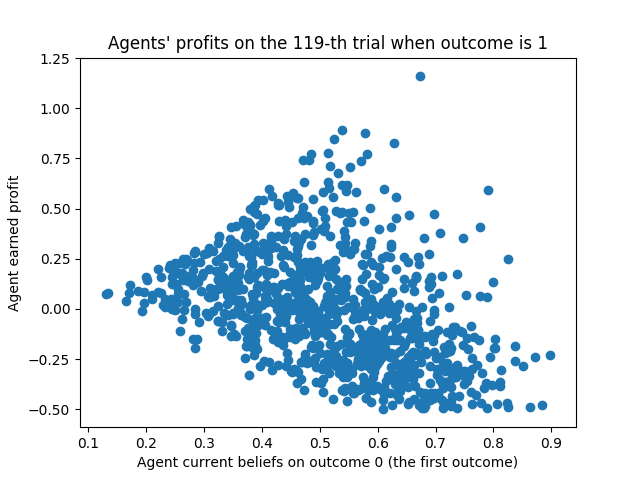 Agents' profits on the 119-th trial when outcome is 1
1.25
1.00
0.75
0.50
0.25
0.00
−0.25
−0.50
Agent earned profit
0.1 0.2 0.3 0.4 0.5 0.6 0.7 0.8 0.9
Agent current beliefs on outcome 0 (the first outcome)